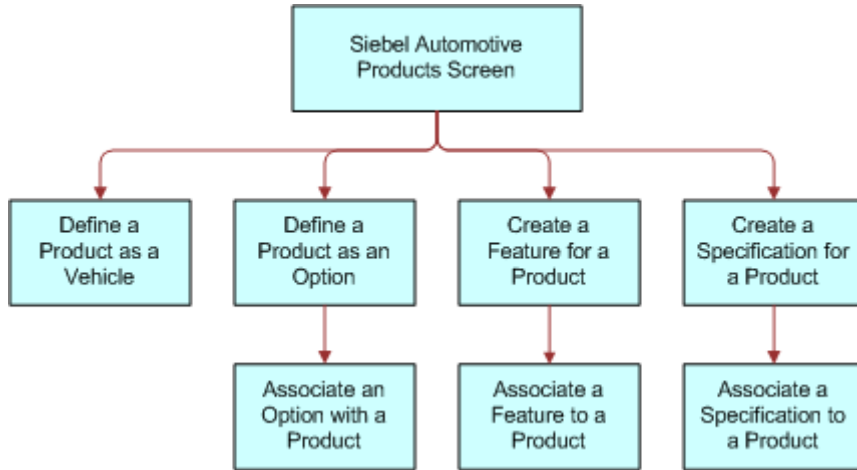 Siebel Automotive
Products Screen
Define a
Product as a
Vehicle
Define a
Product as an
Option
Create a
Feature for a
Product
Create a
Specification for
a Product
Associate an
Option with a
Product
Associate a
Feature to a
Product
Associate a
Specification to
a Product